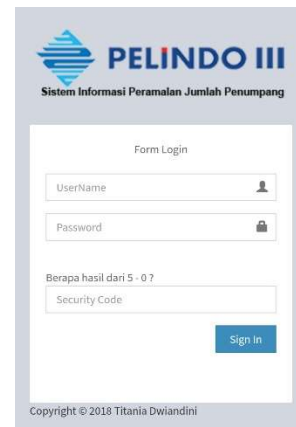 PELINDO III
Sistem Informasi Peramalan Jumlah Penumpang
Form Login
UserName
Password
Berapa hasil dari 5 - 0 ?
Security Code
Sign In
Copyright © 2018 Titania Dwiandini